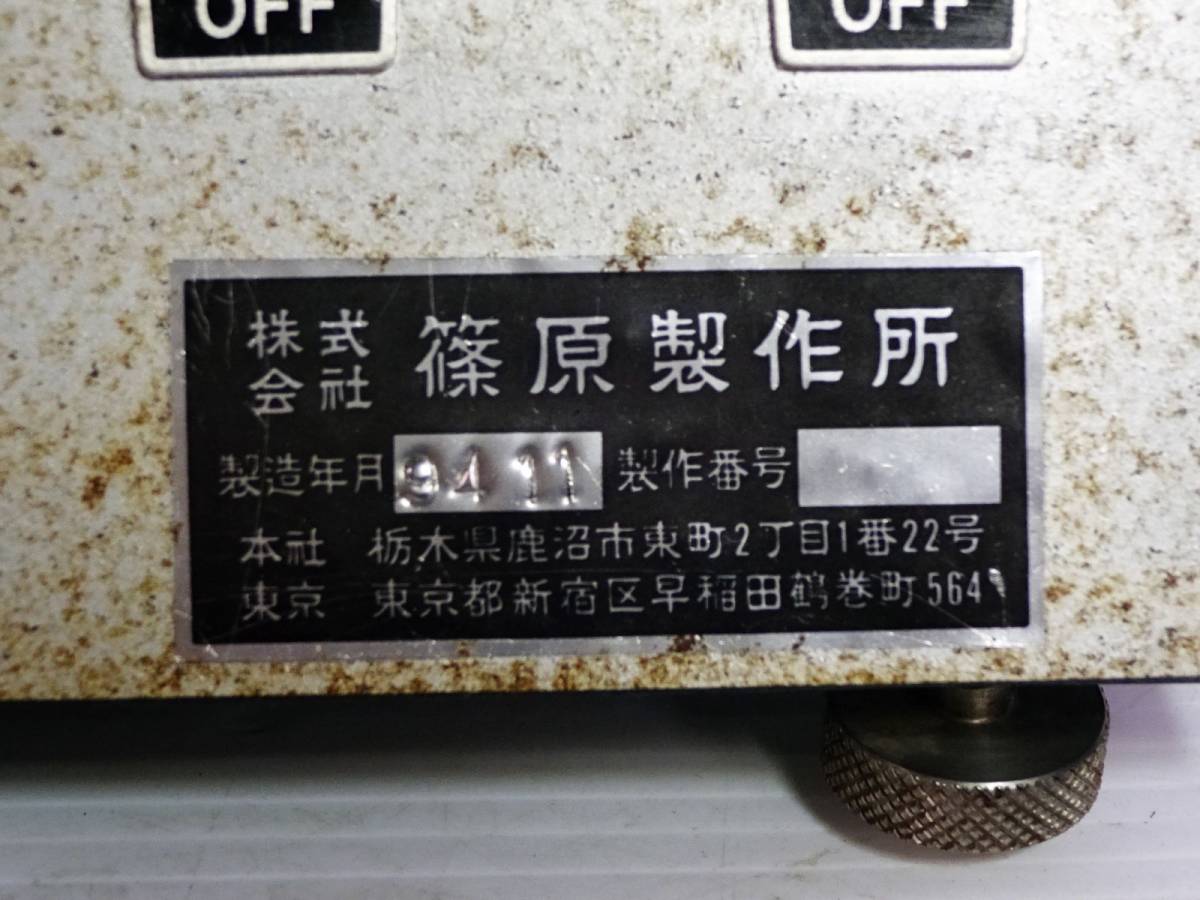 OFF OFF
株式会社 篠原製作所
製造年月 94 11 製作番号
本社 栃木県鹿沼市東町2丁目1番22号
東京 東京都新宿区早稲田鶴巻町564